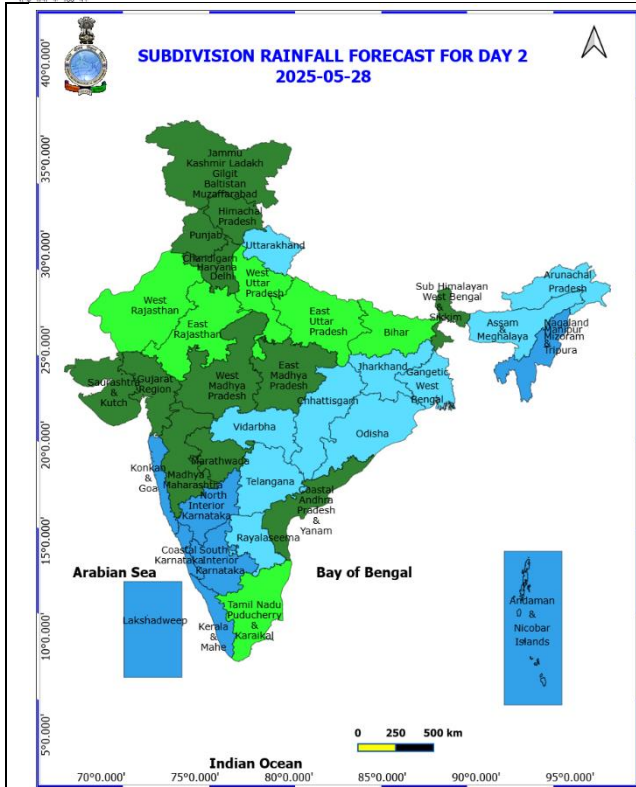 SUBDIVISION RAINFALL FORECAST FOR DAY 2
2025-05-28
40°0.000'
35°0.000'
30°0.000'
25°0.000'
20°0.000'
15°0.000'
10°0.000'
5°0.000'
Jammu
Kashmir Ladakh
Gilgit
Baltistan
Muzaffarabad
Himachal
Pradesh
Punjab
Uttarakhand
Chandigarh
Haryana
Delhi
West
Uttar
Pradesh
West
Rajasthan
East
Rajasthan
East
Uttar
Pradesh
Bihar
Sub Himalayan
West Bengal
&
Sikkim
Arunachal
Pradesh
Assam
&
Meghalaya
Nagaland
Manipur
Mizoram
&
Tripura
Saurashtra
&
Kutch
Gujarat
Region
West
Madhya
Pradesh
East
Madhya
Pradesh
Jharkhand
Gangetic
West
Bengal
Chhattisgarh
Vidarbha
Odisha
Konkan
&
Goa
Madhya
Maharashtra
Marathwada
Telangana
North
Interior
Karnataka
Coastal
Andhra
Pradesh
&
Yanam
Rayalaseema
Coastal
Karnataka
South
Interior
Karnataka
Arabian Sea
Bay of Bengal
Lakshadweep
Kerala
&
Mahe
Tamil Nadu
Puducherry
&
Karaikal
Andaman
&
Nicobar
Islands
0 250 500 km
Indian Ocean
70°0.000' 75°0.000' 80°0.000' 85°0.000' 90°0.000' 95°0.000'